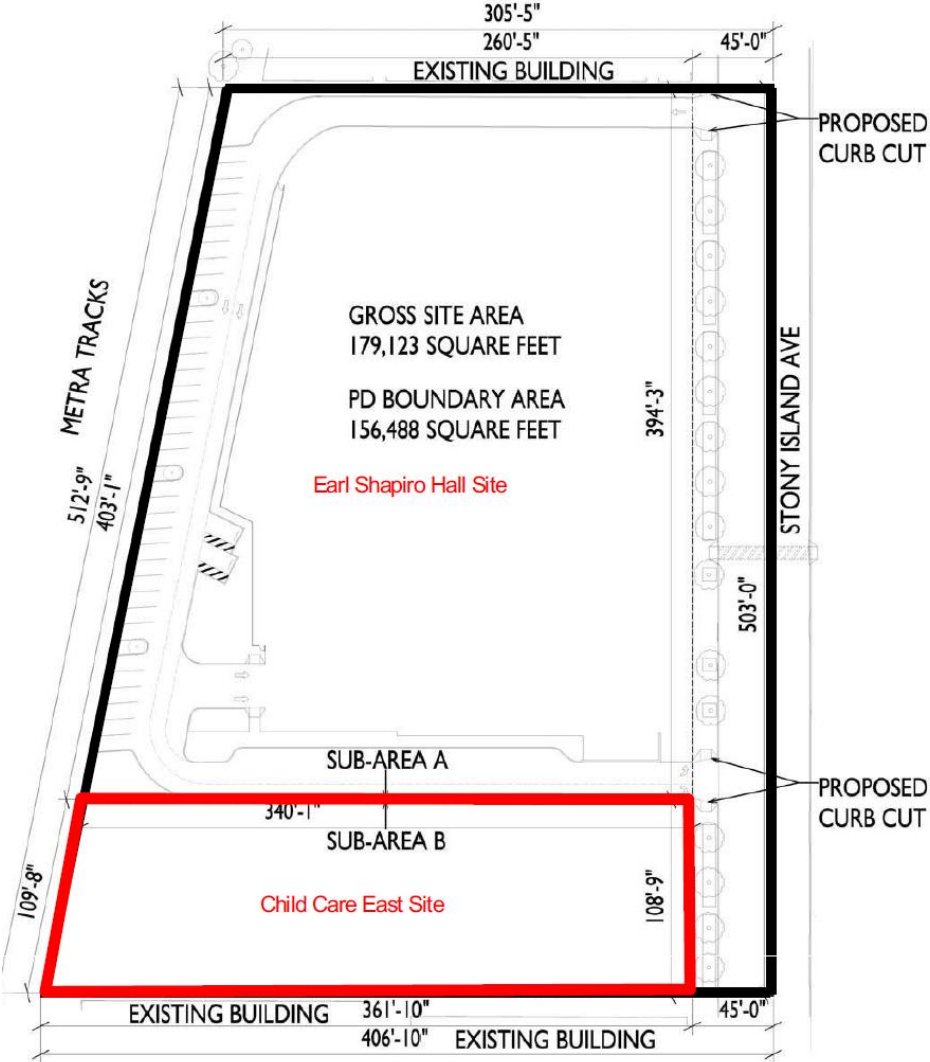 305'-5"
260'-5"
45'-0"
EXISTING BUILDING
PROPOSED
CURB CUT
METRA TRACKS
GROSS SITE AREA
179,123 SQUARE FEET
PD BOUNDARY AREA
156,488 SQUARE FEET
394'-3"
STONY ISLAND AVE
Earl Shapiro Hall Site
512'-9"
403'-1"
503'-0"
SUB-AREA A
PROPOSED
CURB CUT
340'-1"
SUB-AREA B
109'-8"
108'-9"
Child Care East Site
EXISTING BUILDING
361'-10"
45'-0"
406'-10"
EXISTING BUILDING